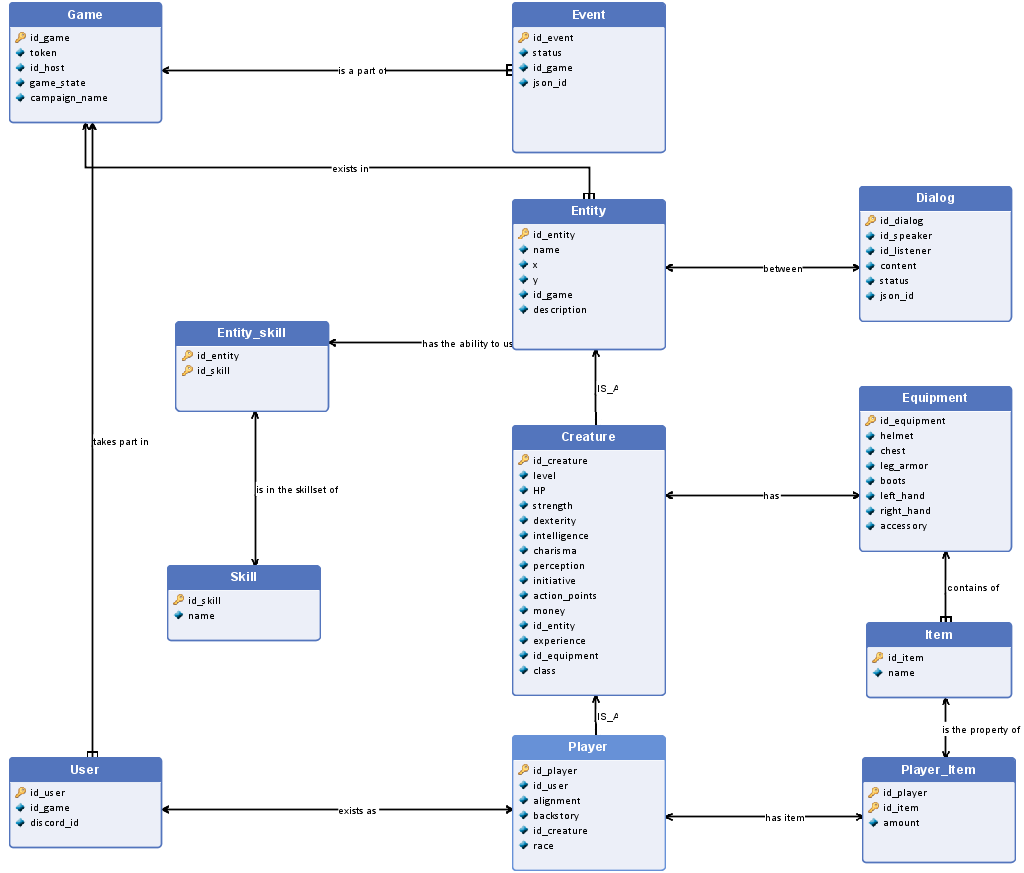 Game
id_game
token
id_host
game_state
campaign_name
is a part of
Event
id_event
status
id_game
json_id
exists in
Entity
id_entity
name
x
y
id_game
description
between
Dialog
id_dialog
id_speaker
id_listener
content
status
json_id
Entity_skill
id_entity
id_skill
has the ability to us
IS_A
takes part in
is in the skillset of
Creature
id_creature
level
HP
strength
dexterity
intelligence
charisma
perception
initiative
action_points
money
id_entity
experience
id_equipment
class
has
Equipment
id_equipment
helmet
chest
leg_armor
boots
left_hand
right_hand
accessory
contains of
Skill
id_skill
name
Item
id_item
name
IS_A
is the property of
User
id_user
id_game
discord_id
exists as
Player
id_player
id_user
alignment
backstory
id_creature
race
has item
Player_Item
id_player
id_item
amount